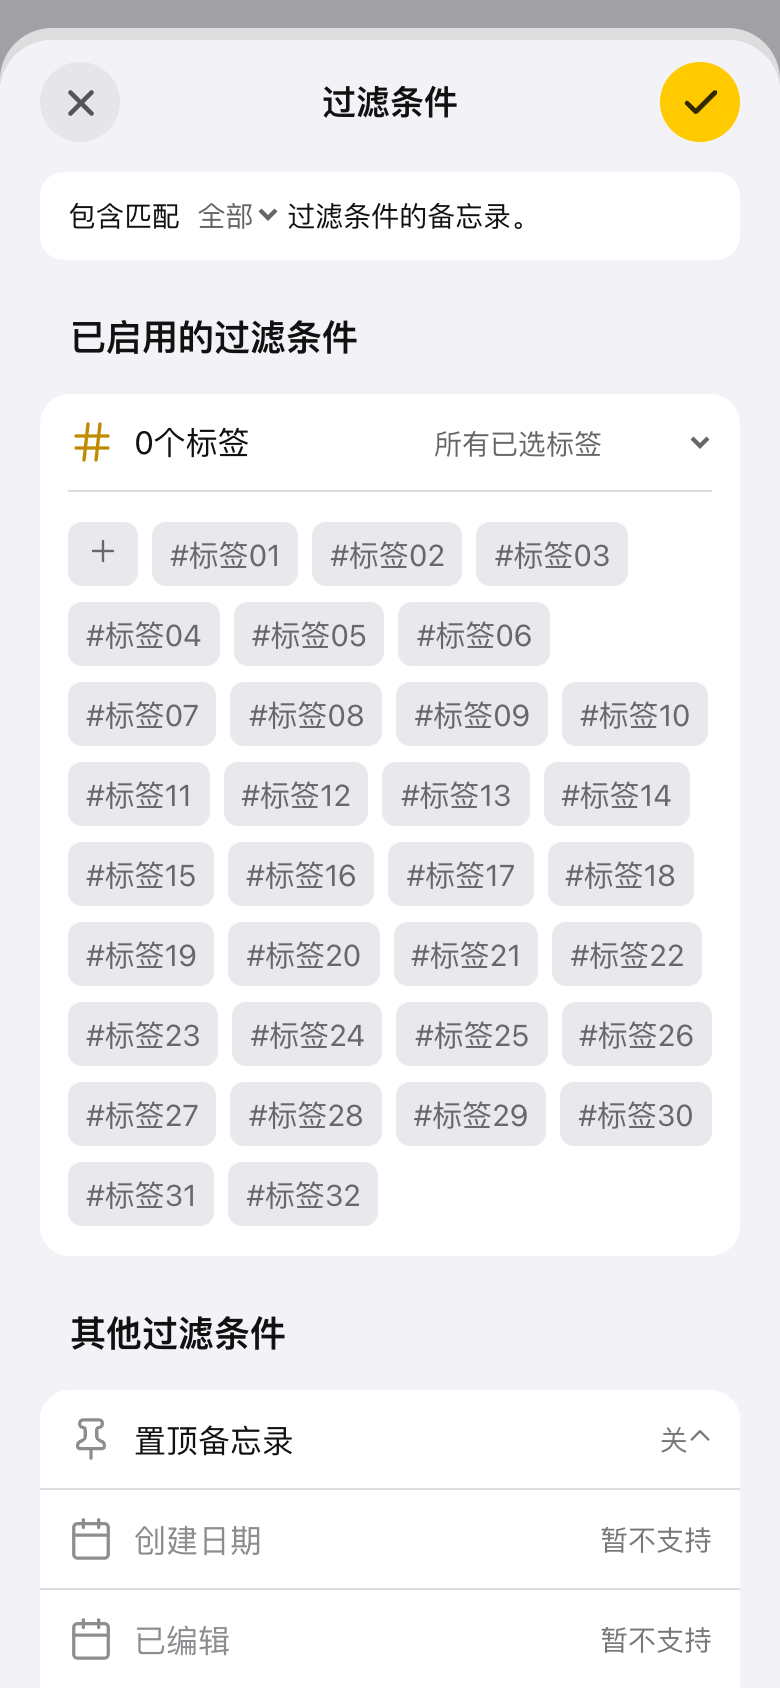 过滤条件
包含匹配 全部 过滤条件的备忘录。
已启用的过滤条件
0个标签 所有已选标签
#标签01 #标签02 #标签03
#标签04 #标签05 #标签06
#标签07 #标签08 #标签09 #标签10
#标签11 #标签12 #标签13 #标签14
#标签15 #标签16 #标签17 #标签18
#标签19 #标签20 #标签21 #标签22
#标签23 #标签24 #标签25 #标签26
#标签27 #标签28 #标签29 #标签30
#标签31 #标签32
其他过滤条件
置顶备忘录 关
创建日期 暂不支持
已编辑 暂不支持